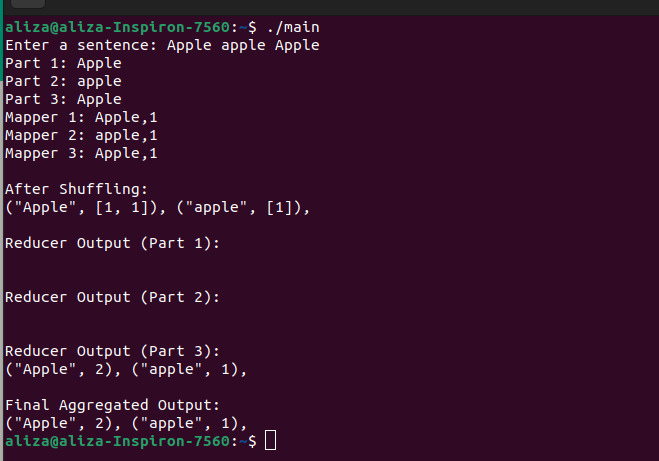 aliza@aliza-Inspiron-7560:~$ ./main
Enter a sentence: Apple apple Apple
Part 1: Apple
Part 2: apple
Part 3: Apple
Mapper 1: Apple,1
Mapper 2: apple,1
Mapper 3: Apple,1
After Shuffling:
("Apple", [1, 1]), ("apple", [1]),
Reducer Output (Part 1):
Reducer Output (Part 2):
Reducer Output (Part 3):
("Apple", 2), ("apple", 1),
Final Aggregated Output:
("Apple", 2), ("apple", 1),
aliza@aliza-Inspiron-7560:~$